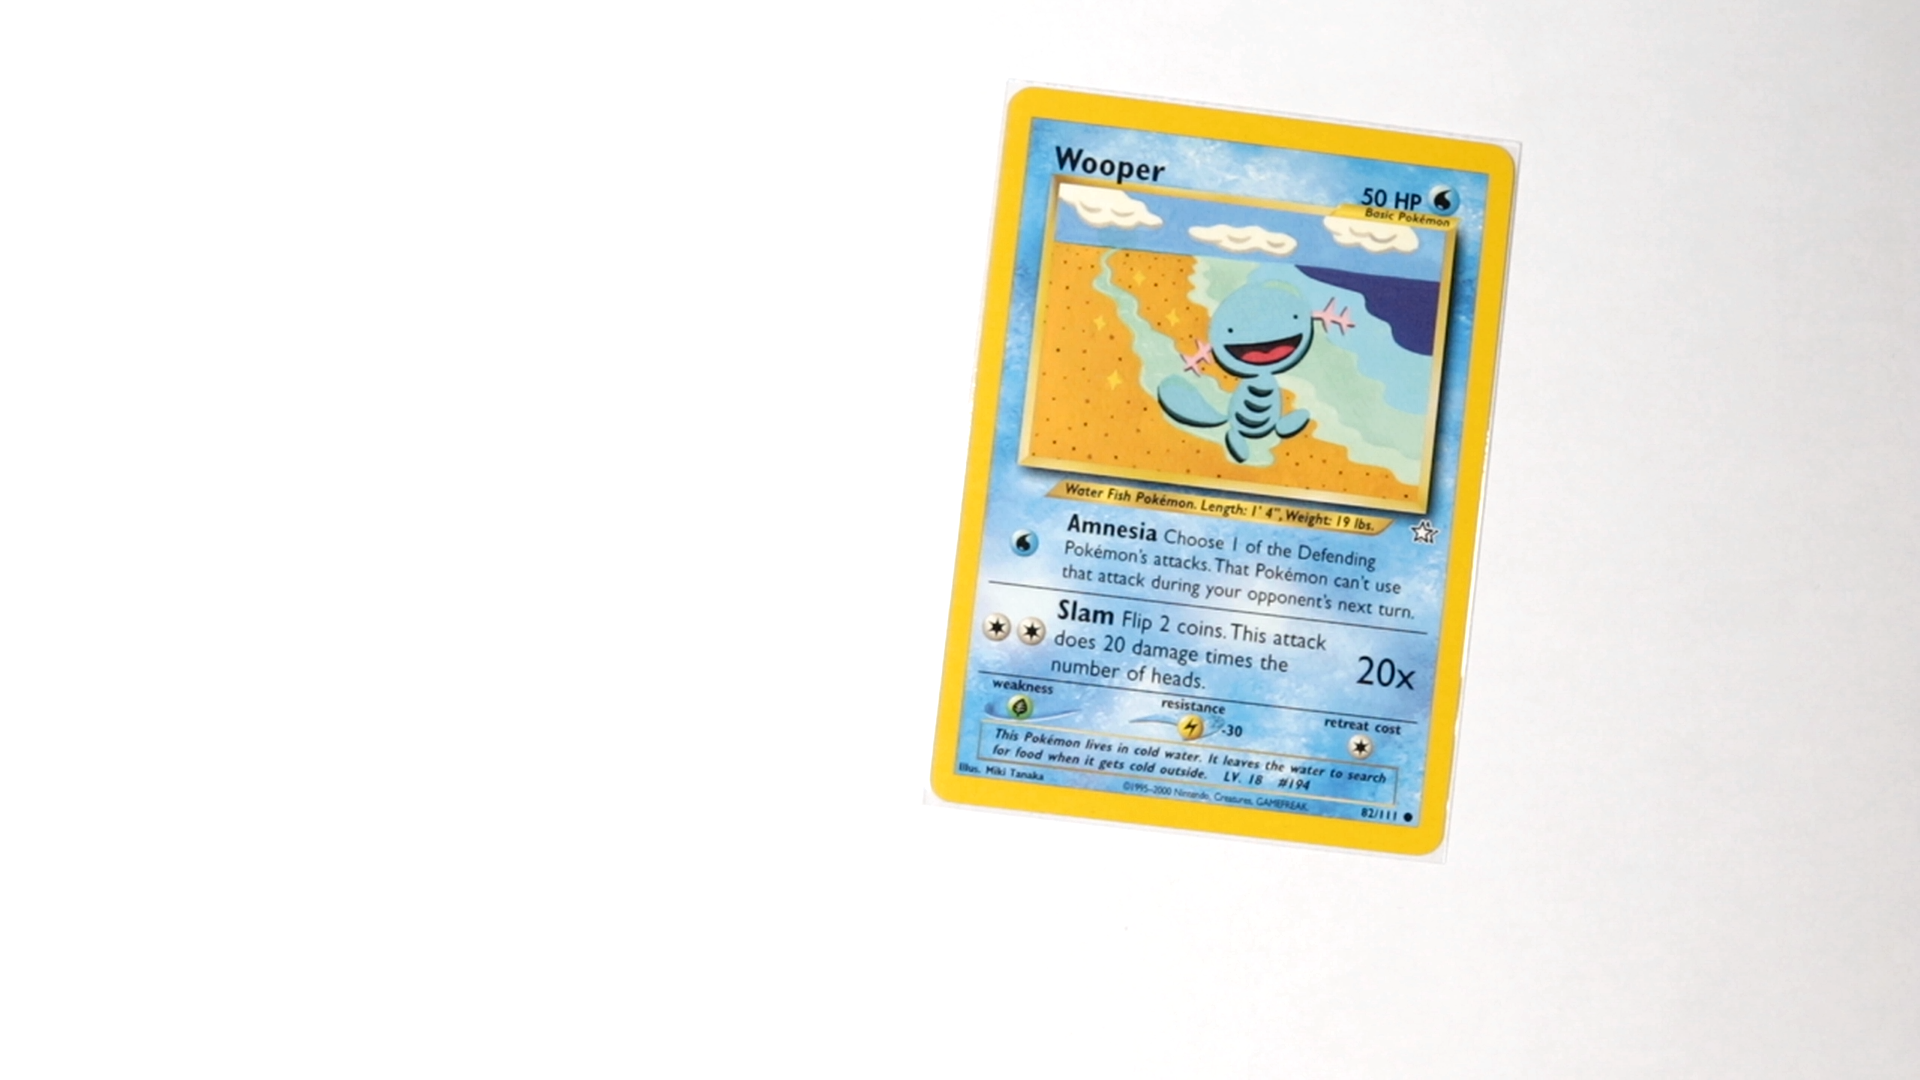 Wooper
50 HP
Basic Pokémon
Water Fish Pokémon. Length: 1' 4", Weight: 19 lbs.
Amnesia Choose 1 of the Defending
Pokémon's attacks. That Pokémon can't use
that attack during your opponent's next turn.
Slam Flip 2 coins. This attack
does 20 damage times the
number of heads.
20x
weakness
resistance
-30
retreat cost
This Pokémon lives in cold water. It leaves the water to search
for food when it gets cold outside. LV. 18 #194
Illus. Miki Tanaka
©1995-2000 Nintendo, Creatures, GAMEFREAK.
82/111